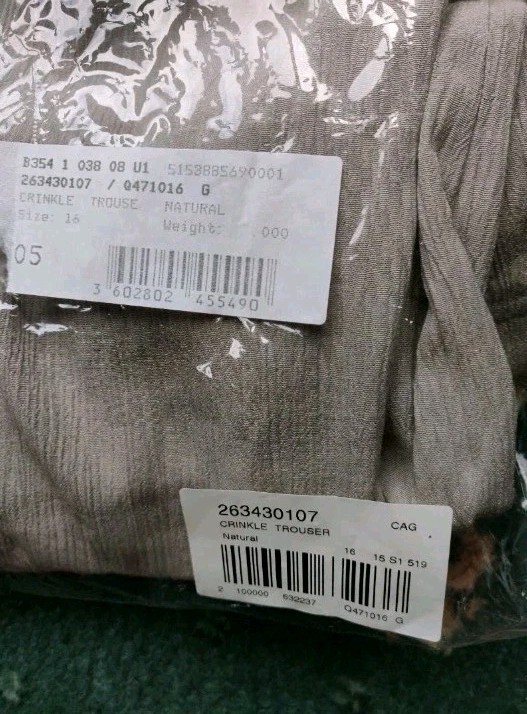 B354 1 038 08 U1 5153885690001
263430107 / Q471016 G
CRINKLE TROUSE NATURAL
Size: 16
Weight: .000
05
3 602802 455490
263430107
CRINKLE TROUSER CAG
Natural
16 15 S1 519
2 100000 632237
Q471016 G